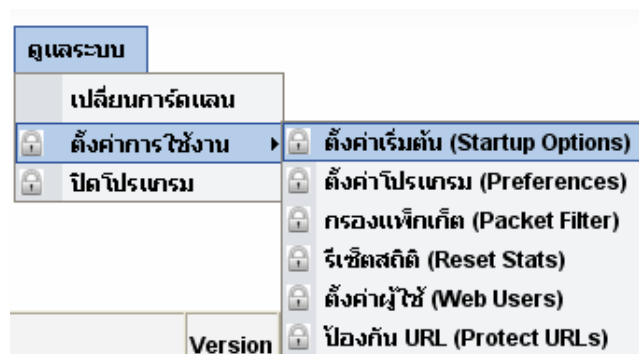 ดูแลระบบ
เปลี่ยนการ์ดแลน
ตั้งค่าการใช้งาน
ปิดโปรแกรม
ตั้งค่าเริ่มต้น (Startup Options)
ตั้งค่าโปรแกรม (Preferences)
กรองแพ็กเก็ต (Packet Filter)
รีเซ็ตสถิติ (Reset Stats)
ตั้งค่าผู้ใช้ (Web Users)
ป้องกัน URL (Protect URLs)
Version